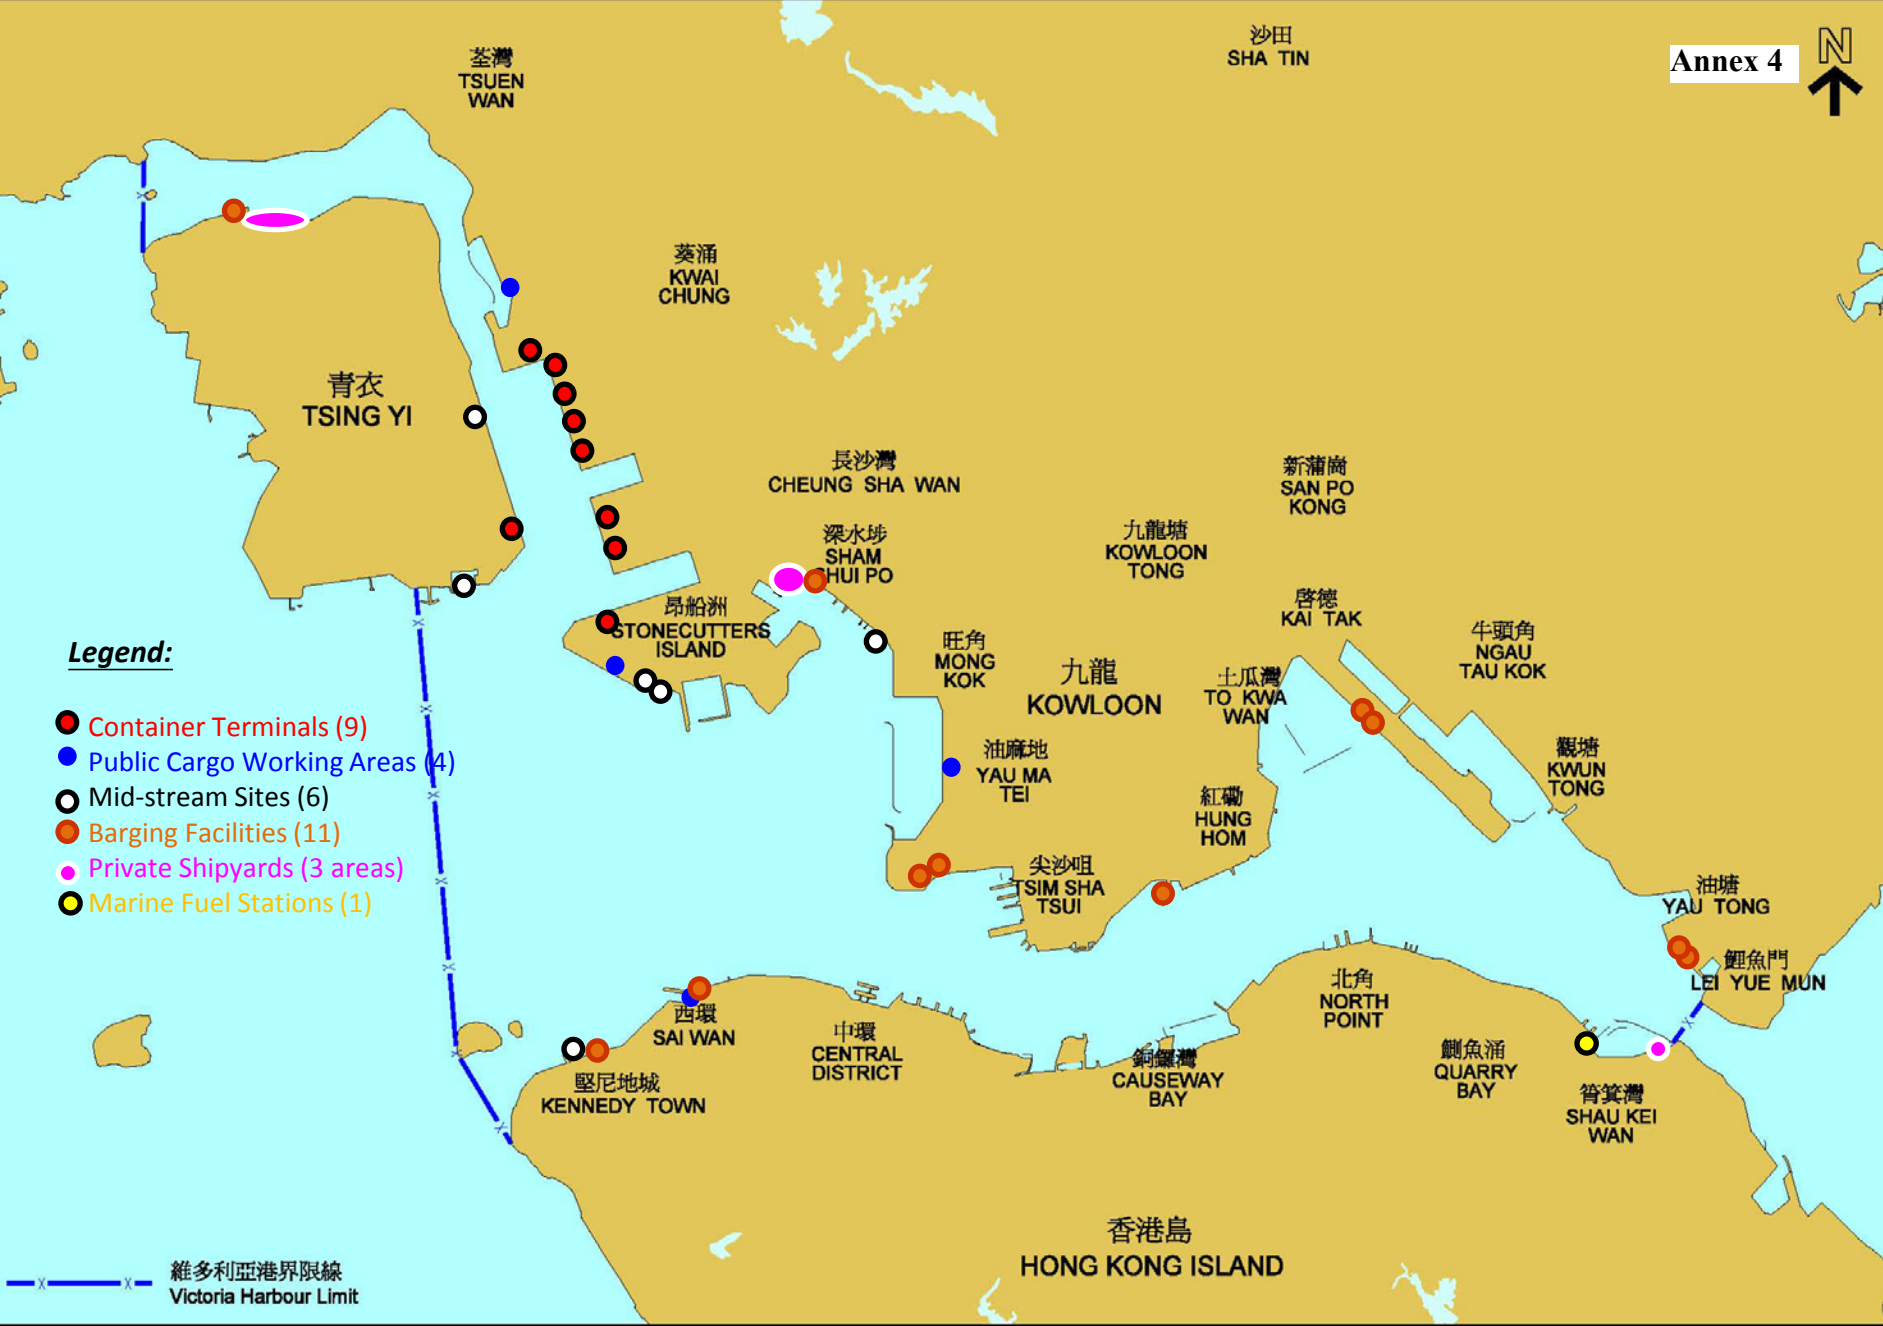 Annex 4
N
沙田
SHA TIN
荃灣
TSUEN
WAN
葵涌
KWAI
CHUNG
青衣
TSING YI
長沙灣
CHEUNG SHA WAN
新蒲崗
SAN PO
KONG
深水埗
SHAM
SHUI PO
九龍塘
KOWLOON
TONG
啓德
KAI TAK
昂船洲
STONECUTTERS
ISLAND
旺角
MONG
KOK
九龍
KOWLOON
土瓜灣
TO KWA
WAN
牛頭角
NGAU
TAU KOK
油麻地
YAU MA
TEI
觀塘
KWUN
TONG
紅磡
HUNG
HOM
尖沙咀
TSIM SHA
TSUI
油塘
YAU TONG
鯉魚門
LEI YUE MUN
Legend:
Container Terminals (9)
Public Cargo Working Areas (4)
Mid-stream Sites (6)
Barging Facilities (11)
Private Shipyards (3 areas)
Marine Fuel Stations (1)
西環
SAI WAN
中環
CENTRAL
DISTRICT
北角
NORTH
POINT
堅尼地城
KENNEDY TOWN
銅鑼灣
CAUSEWAY
BAY
鰂魚涌
QUARRY
BAY
筲箕灣
SHAU KEI
WAN
香港島
HONG KONG ISLAND
維多利亞港界限線
Victoria Harbour Limit